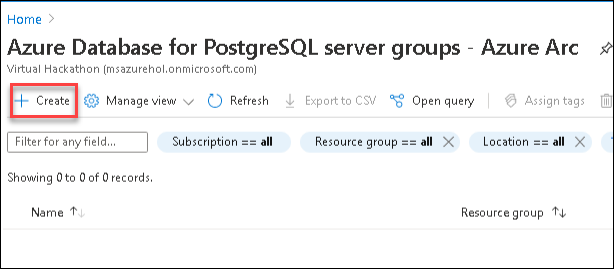 Home >
Azure Database for PostgreSQL server groups - Azure Arc
Virtual Hackathon (msazurehol.onmicrosoft.com)
+ Create Manage view Refresh Export to CSV Open query Assign tags
Filter for any field... Subscription == all Resource group == all Location == all
Showing 0 to 0 of 0 records.
Name ↑↓ Resource group ↑↓